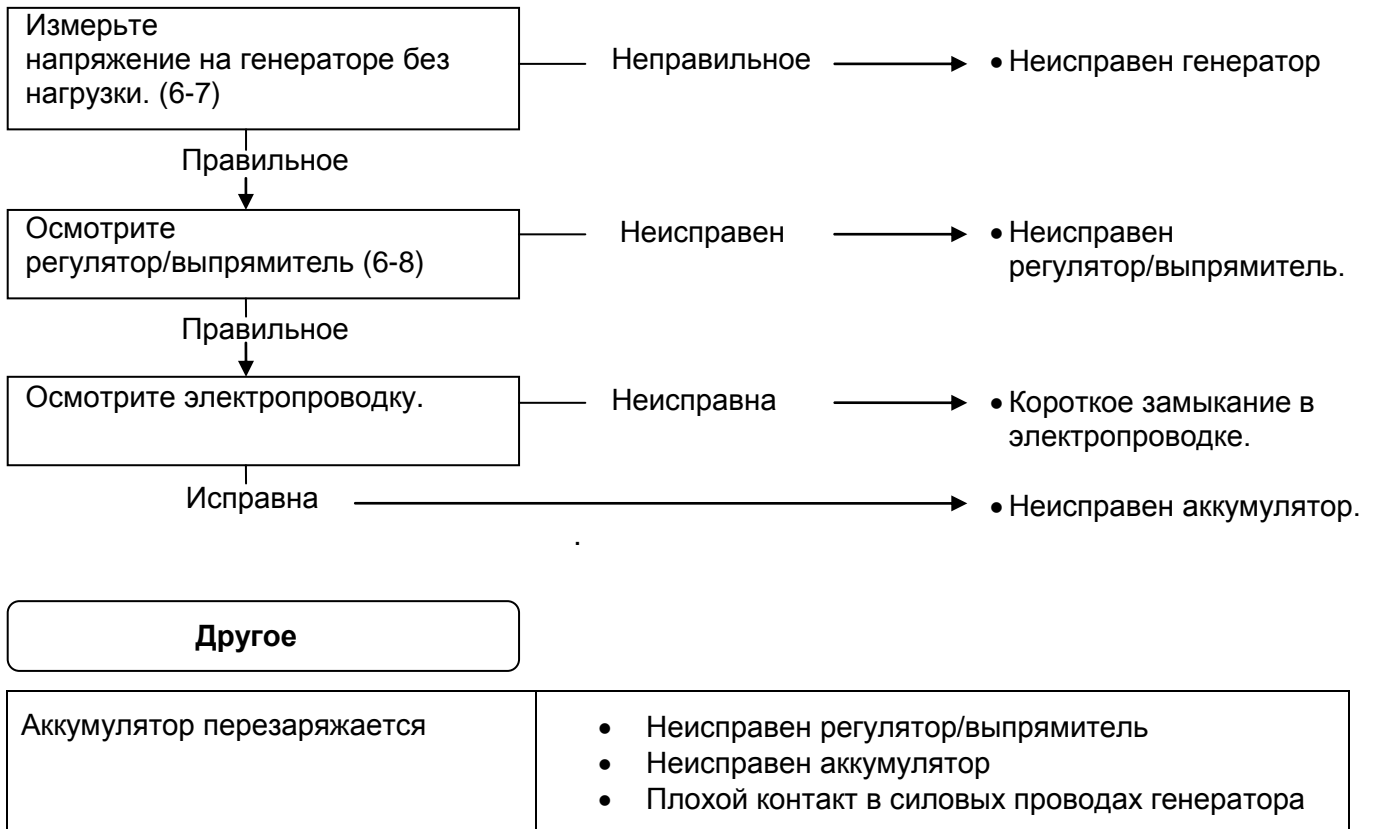 Измерьте
напряжение на генераторе без
нагрузки. (6-7)
Неправильное
• Неисправен генератор
Правильное
Осмотрите
регулятор/выпрямитель (6-8)
Неисправен
• Неисправен
регулятор/выпрямитель.
Правильное
Осмотрите электропроводку.
Неисправна
• Короткое замыкание в
электропроводке.
Исправна
• Неисправен аккумулятор.
.
Другое
Аккумулятор перезаряжается
• Неисправен регулятор/выпрямитель
• Неисправен аккумулятор
• Плохой контакт в силовых проводах генератора